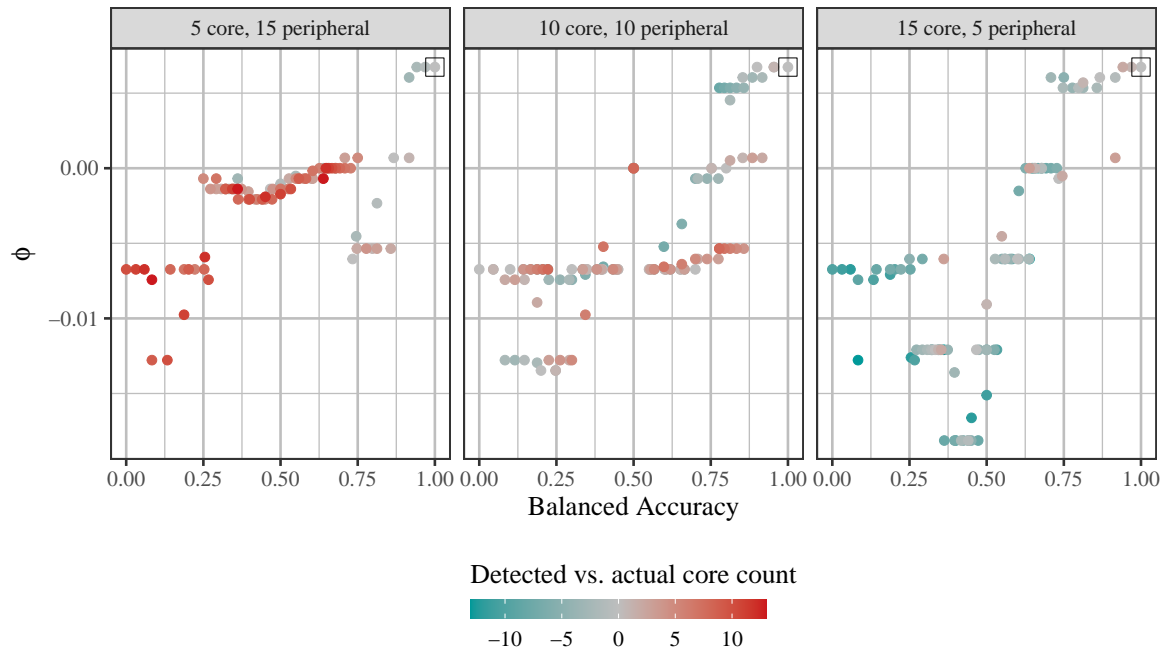 5 core, 15 peripheral
10 core, 10 peripheral
15 core, 5 peripheral
0.00
−0.01
ϕ
0.00 0.25 0.50 0.75 1.00
0.00 0.25 0.50 0.75 1.00
0.00 0.25 0.50 0.75 1.00
Balanced Accuracy
Detected vs. actual core count
−10 −5 0 5 10